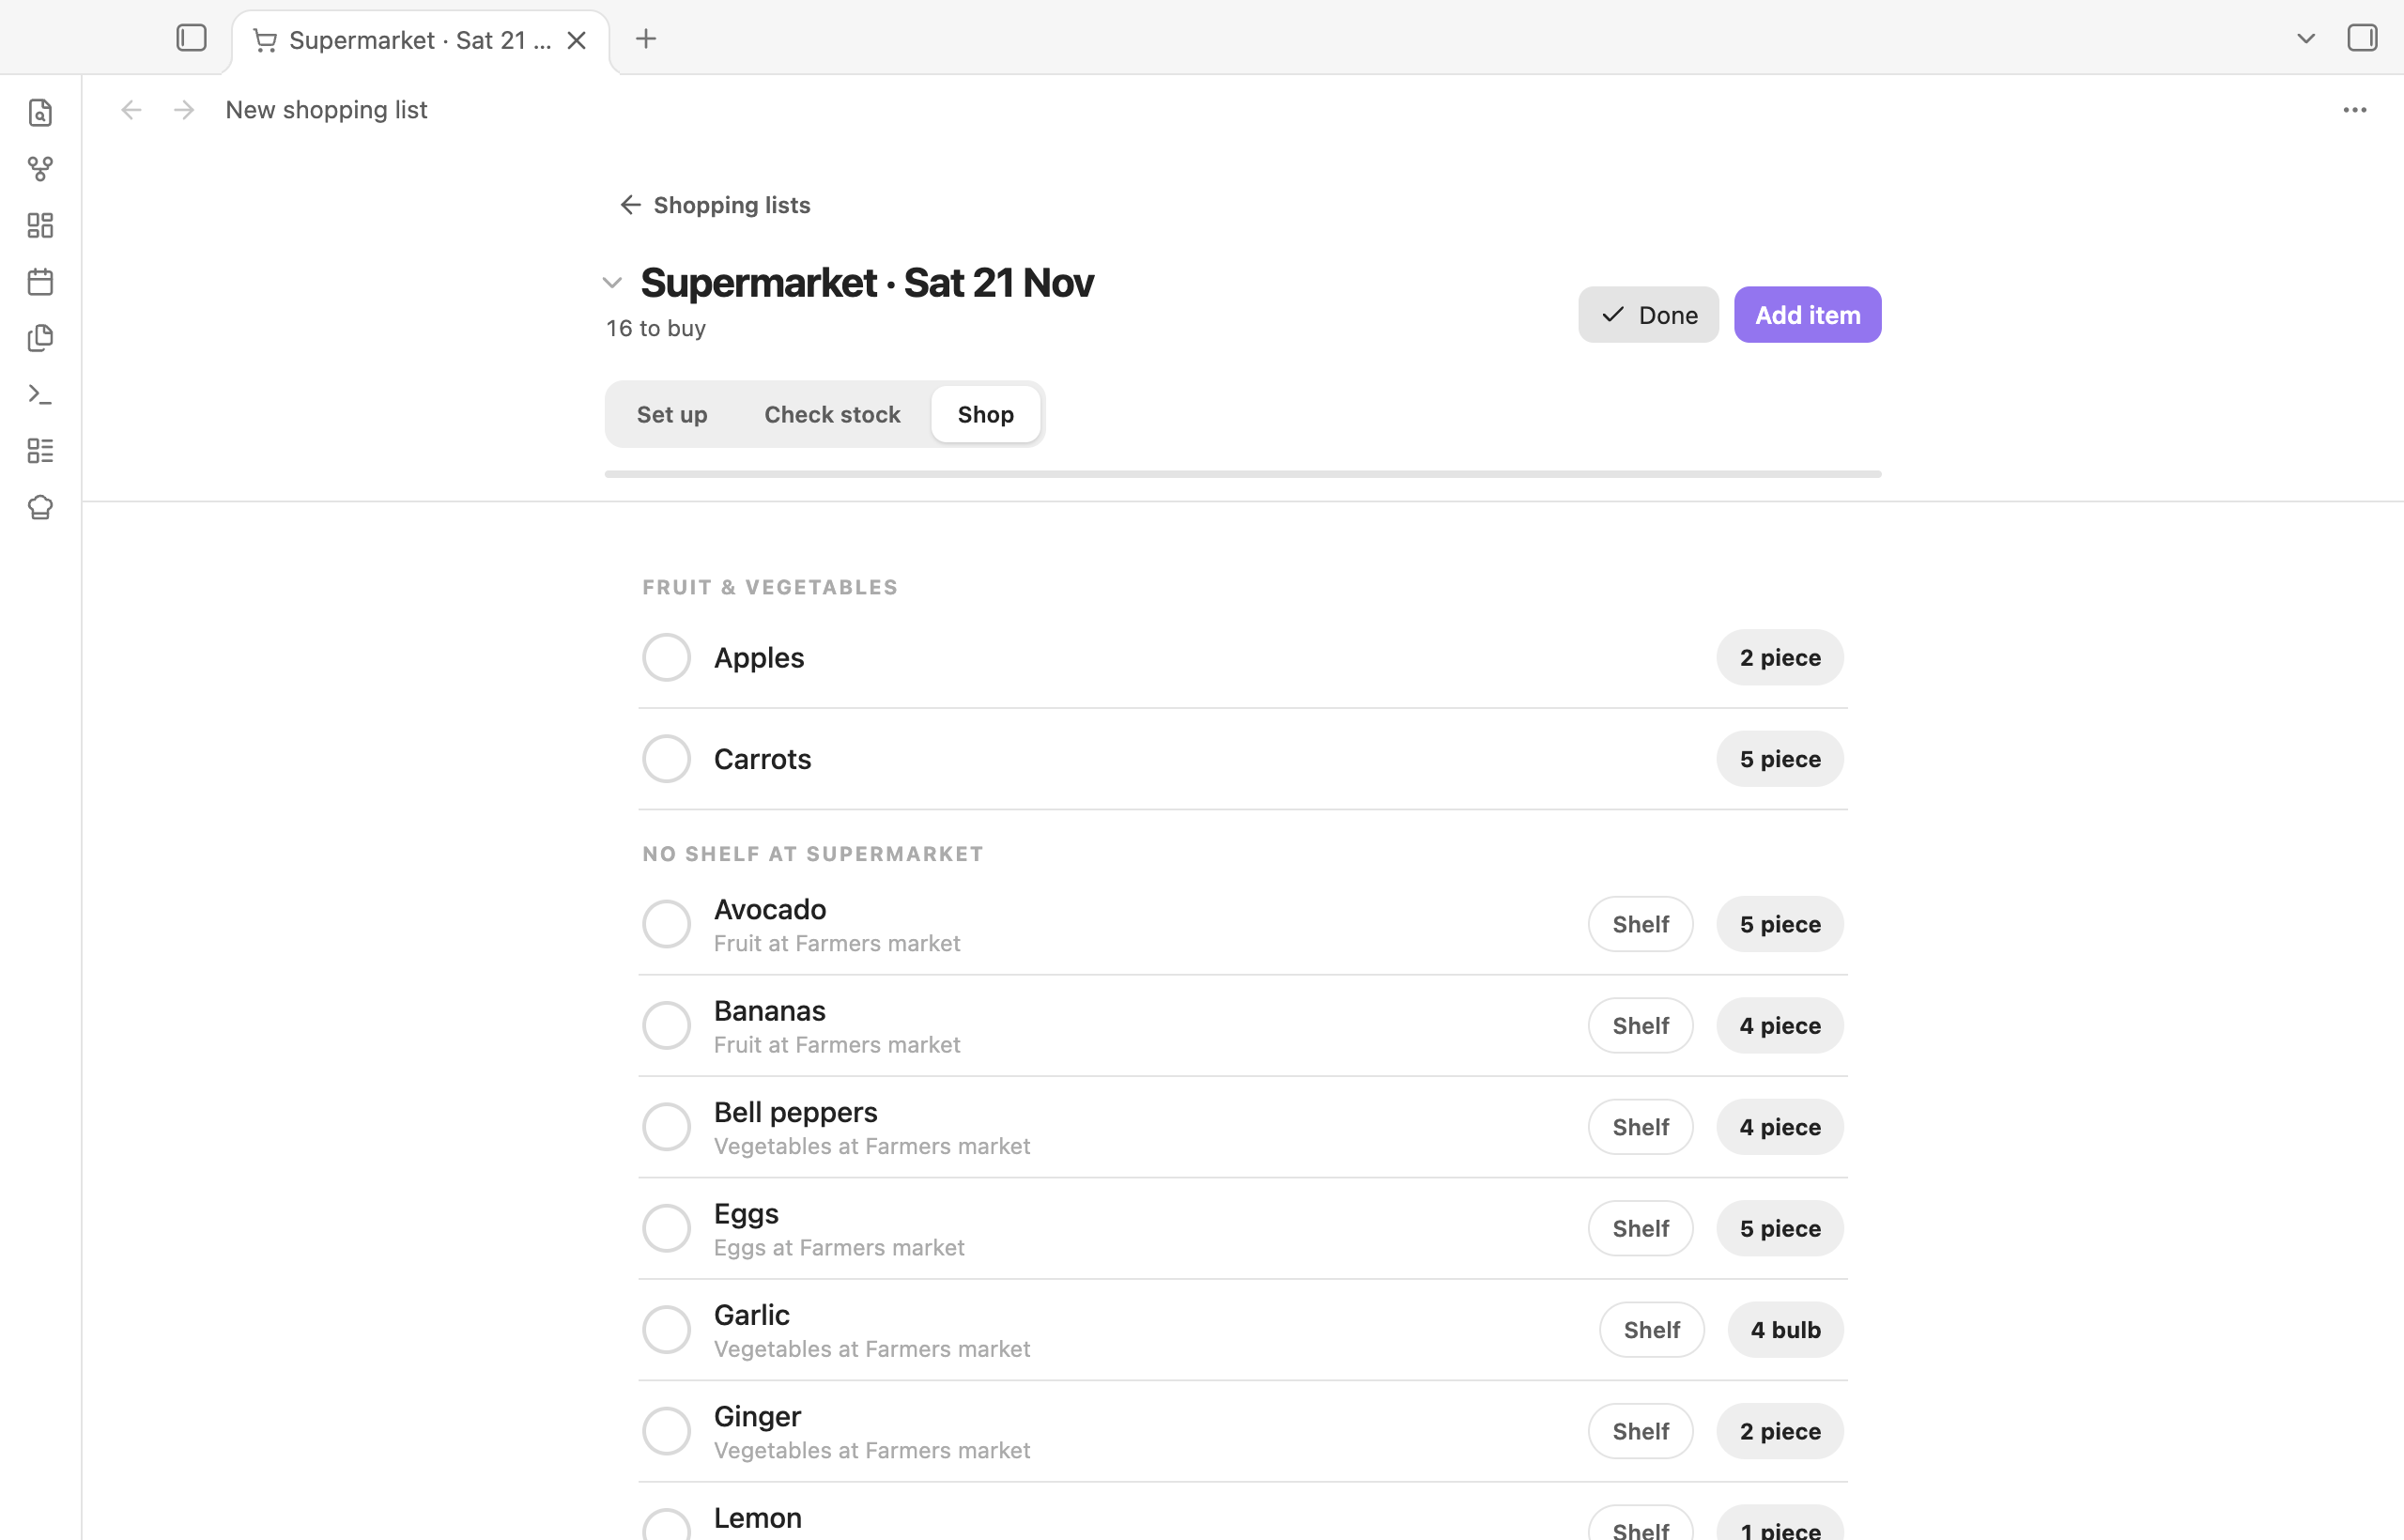 Supermarket · Sat 21 ...
New shopping list
Shopping lists
Supermarket · Sat 21 Nov
16 to buy
Done
Add item
Set up
Check stock
Shop
FRUIT & VEGETABLES
Apples
2 piece
Carrots
5 piece
NO SHELF AT SUPERMARKET
Avocado
Fruit at Farmers market
Shelf
5 piece
Bananas
Fruit at Farmers market
Shelf
4 piece
Bell peppers
Vegetables at Farmers market
Shelf
4 piece
Eggs
Eggs at Farmers market
Shelf
5 piece
Garlic
Vegetables at Farmers market
Shelf
4 bulb
Ginger
Vegetables at Farmers market
Shelf
2 piece
Lemon
Shelf
1 piece